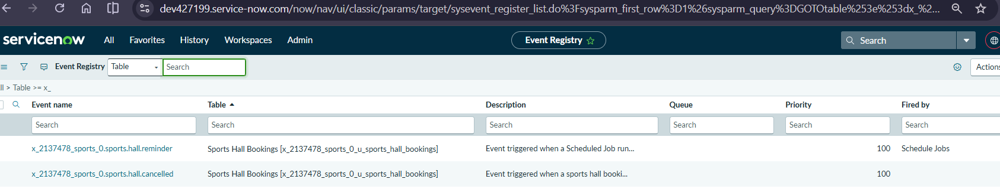 dev427199.service-now.com/now/nav/ui/classic/params/target/sysevent_register_list.do%3Fsysparm_first_row%3D1%26sysparm_query%3DGOTOtable%253e%253dx_%2...
servicenow All Favorites History Workspaces Admin Event Registry Search
Event Registry Table Search Actions
ll > Table >= x_
Event name Table Description Queue Priority Fired by
Search Search Search Search Search Search
x_2137478_sports_0.sports.hall.reminder Sports Hall Bookings [x_2137478_sports_0_u_sports_hall_bookings] Event triggered when a Scheduled Job run... 100 Schedule Jobs
x_2137478_sports_0.sports.hall.cancelled Sports Hall Bookings [x_2137478_sports_0_u_sports_hall_bookings] Event triggered when a sports hall booki... 100